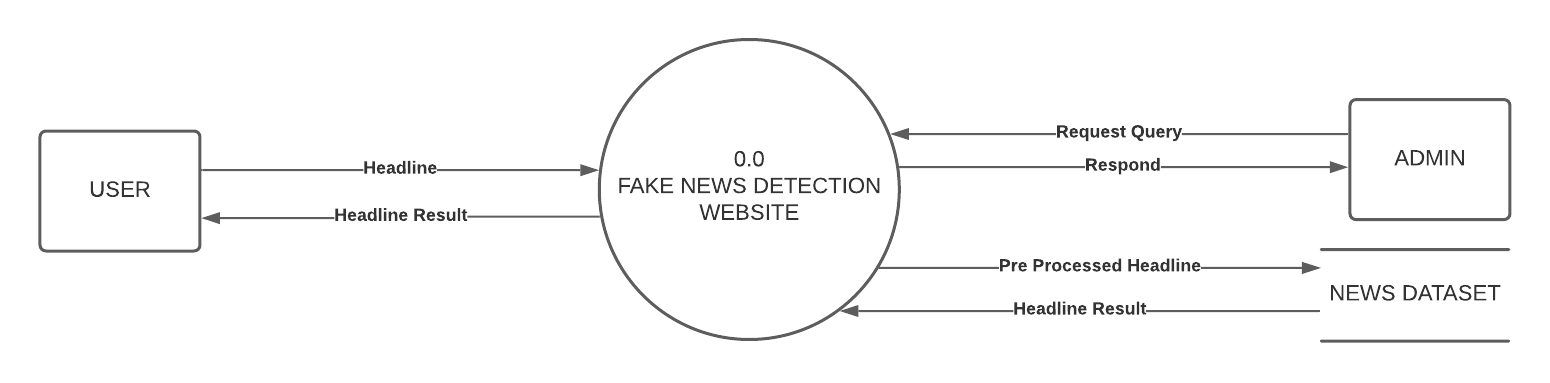 USER
Headline
Headline Result
0.0
FAKE NEWS DETECTION
WEBSITE
Request Query
Respond
ADMIN
Pre Processed Headline
Headline Result
NEWS DATASET